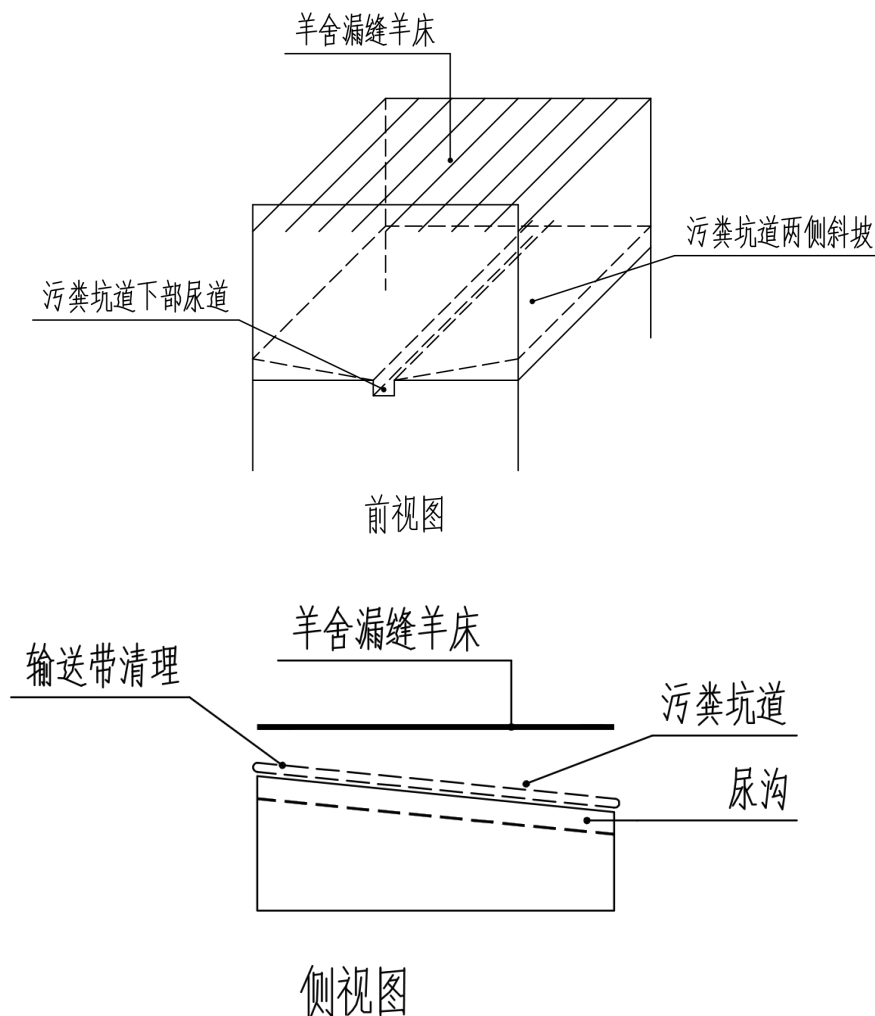 羊舍漏缝羊床
污粪坑道两侧斜坡
污粪坑道下部尿道
前视图
羊舍漏缝羊床
输送带清理
污粪坑道
尿沟
侧视图